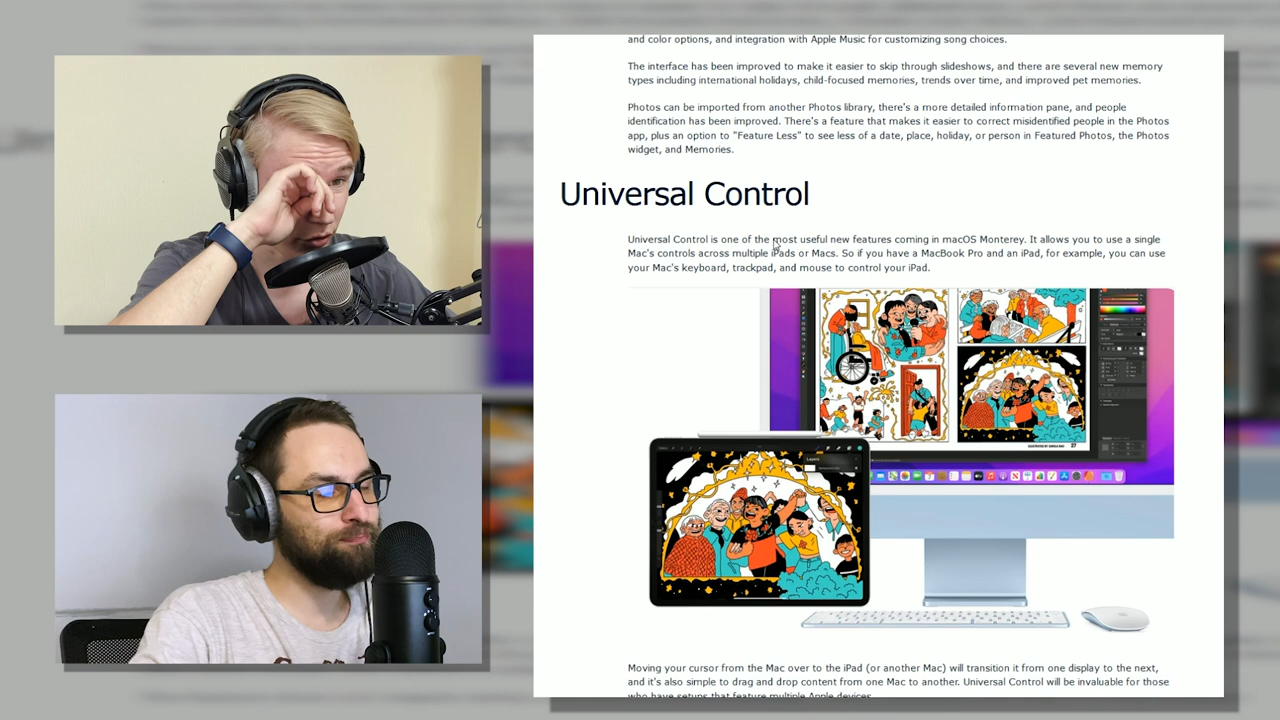 and color options, and integration with Apple Music for customizing song choices.
The interface has been improved to make it easier to skip through slideshows, and there are several new memory
types including international holidays, child-focused memories, trends over time, and improved pet memories.
Photos can be imported from another Photos library, there's a more detailed information pane, and people
identification has been improved. There's a feature that makes it easier to correct misidentified people in the Photos
app, plus an option to "Feature Less" to see less of a date, place, holiday, or person in Featured Photos, the Photos
widget, and Memories.
Universal Control
Universal Control is one of the most useful new features coming in macOS Monterey. It allows you to use a single
Mac's controls across multiple iPads or Macs. So if you have a MacBook Pro and an iPad, for example, you can use
your Mac's keyboard, trackpad, and mouse to control your iPad.
27
Layers
Moving your cursor from the Mac over to the iPad (or another Mac) will transition it from one display to the next,
and it's also simple to drag and drop content from one Mac to another. Universal Control will be invaluable for those
who have setups that feature multiple Apple devices.